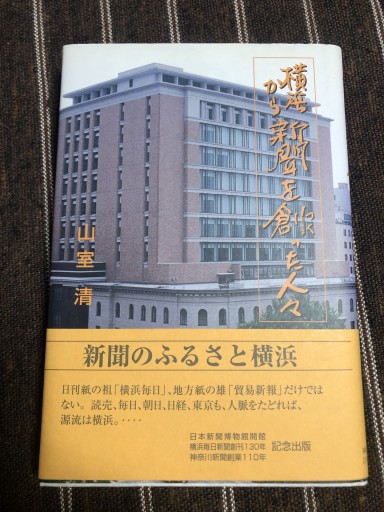 横浜から新聞を創った人々
山室 清
新聞のふるさと横浜
日刊紙の祖「横浜毎日」、地方紙の雄「貿易新報」だけでは
ない。読売、毎日、朝日、日経、東京も、人脈をたどれば、
源流は横浜。‥‥
日本新聞博物館開館
横浜毎日新聞創刊130年
神奈川新聞創業110年
記念出版